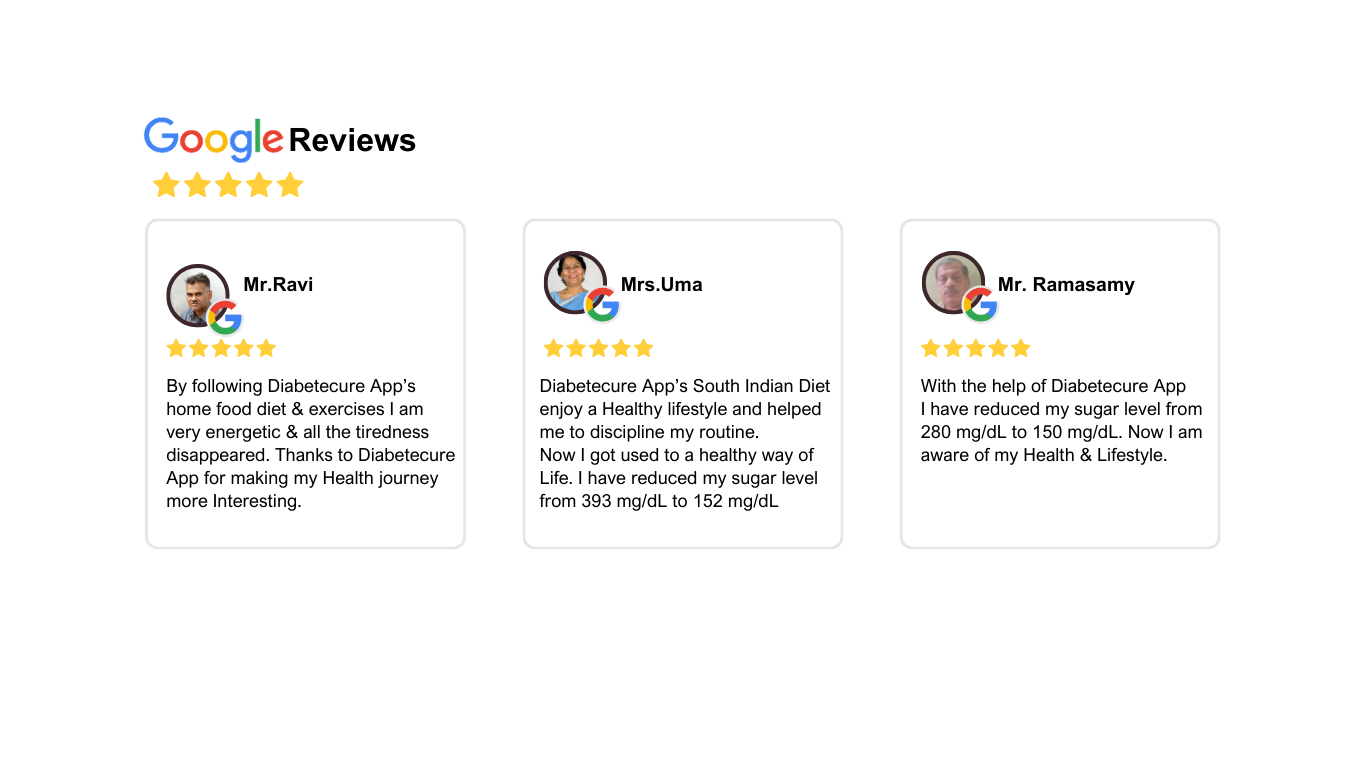 Google Reviews
Mr.Ravi
By following Diabetecure App’s
home food diet & exercises I am
very energetic & all the tiredness
disappeared. Thanks to Diabetecure
App for making my Health journey
more Interesting.
Mrs.Uma
Diabetecure App’s South Indian Diet
enjoy a Healthy lifestyle and helped
me to discipline my routine.
Now I got used to a healthy way of
Life. I have reduced my sugar level
from 393 mg/dL to 152 mg/dL
Mr. Ramasamy
With the help of Diabetecure App
I have reduced my sugar level from
280 mg/dL to 150 mg/dL. Now I am
aware of my Health & Lifestyle.